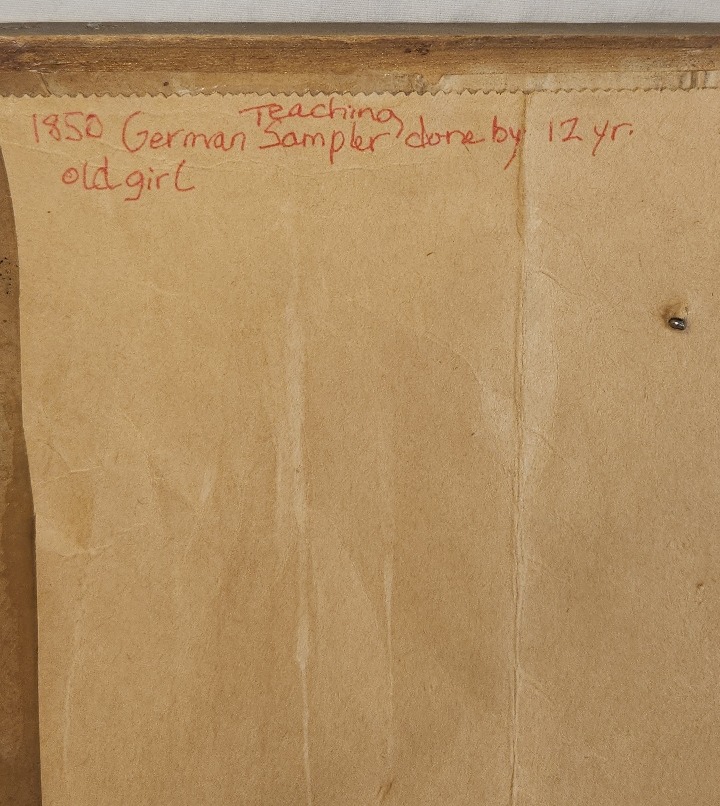 1850 German Teaching Sampler done by 12 yr.
old girl